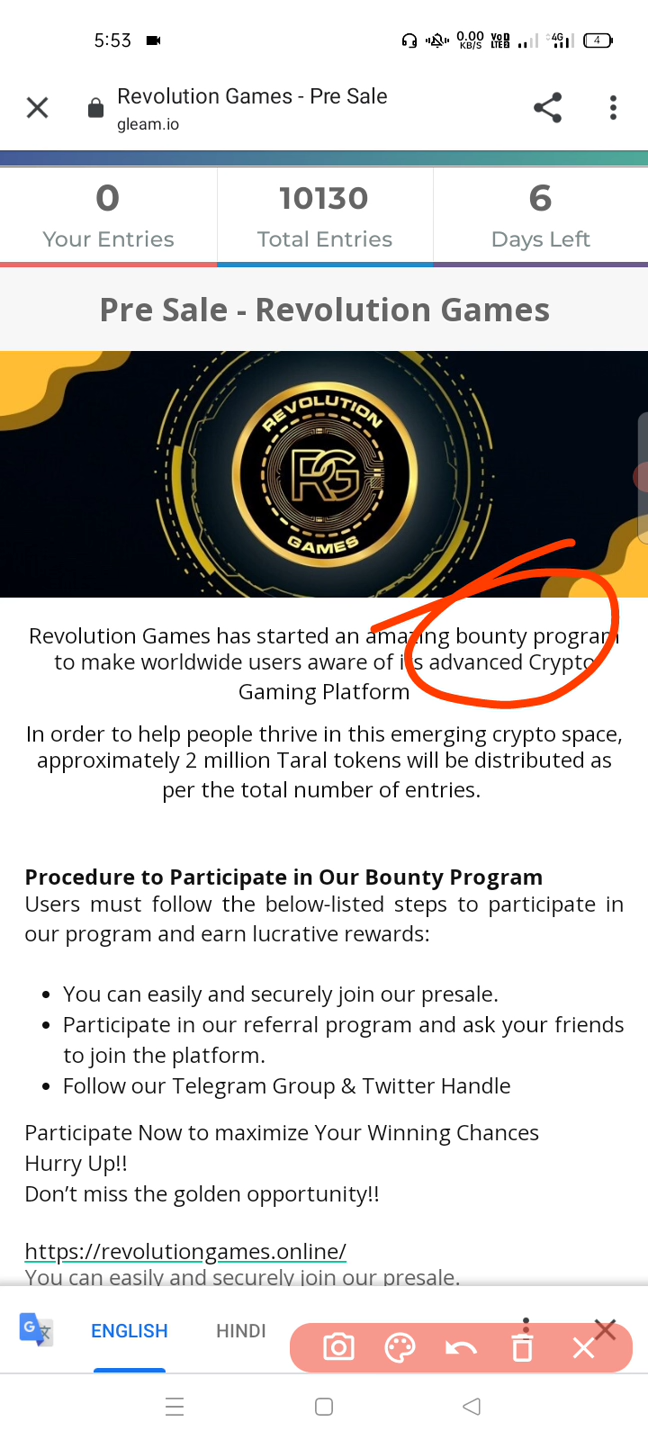 5:53
0.00
KB/S
4G
4
Revolution Games - Pre Sale
gleam.io
0
10130
6
Your Entries
Total Entries
Days Left
Pre Sale - Revolution Games
REVOLUTION
RG
GAMES
Revolution Games has started an amazing bounty program
to make worldwide users aware of its advanced Crypto
Gaming Platform
In order to help people thrive in this emerging crypto space,
approximately 2 million Taral tokens will be distributed as
per the total number of entries.
Procedure to Participate in Our Bounty Program
Users must follow the below-listed steps to participate in
our program and earn lucrative rewards:
• You can easily and securely join our presale.
• Participate in our referral program and ask your friends
to join the platform.
• Follow our Telegram Group & Twitter Handle
Participate Now to maximize Your Winning Chances
Hurry Up!!
Don’t miss the golden opportunity!!
https://revolutiongames.online/
You can easily and securely join our presale.
ENGLISH
HINDI